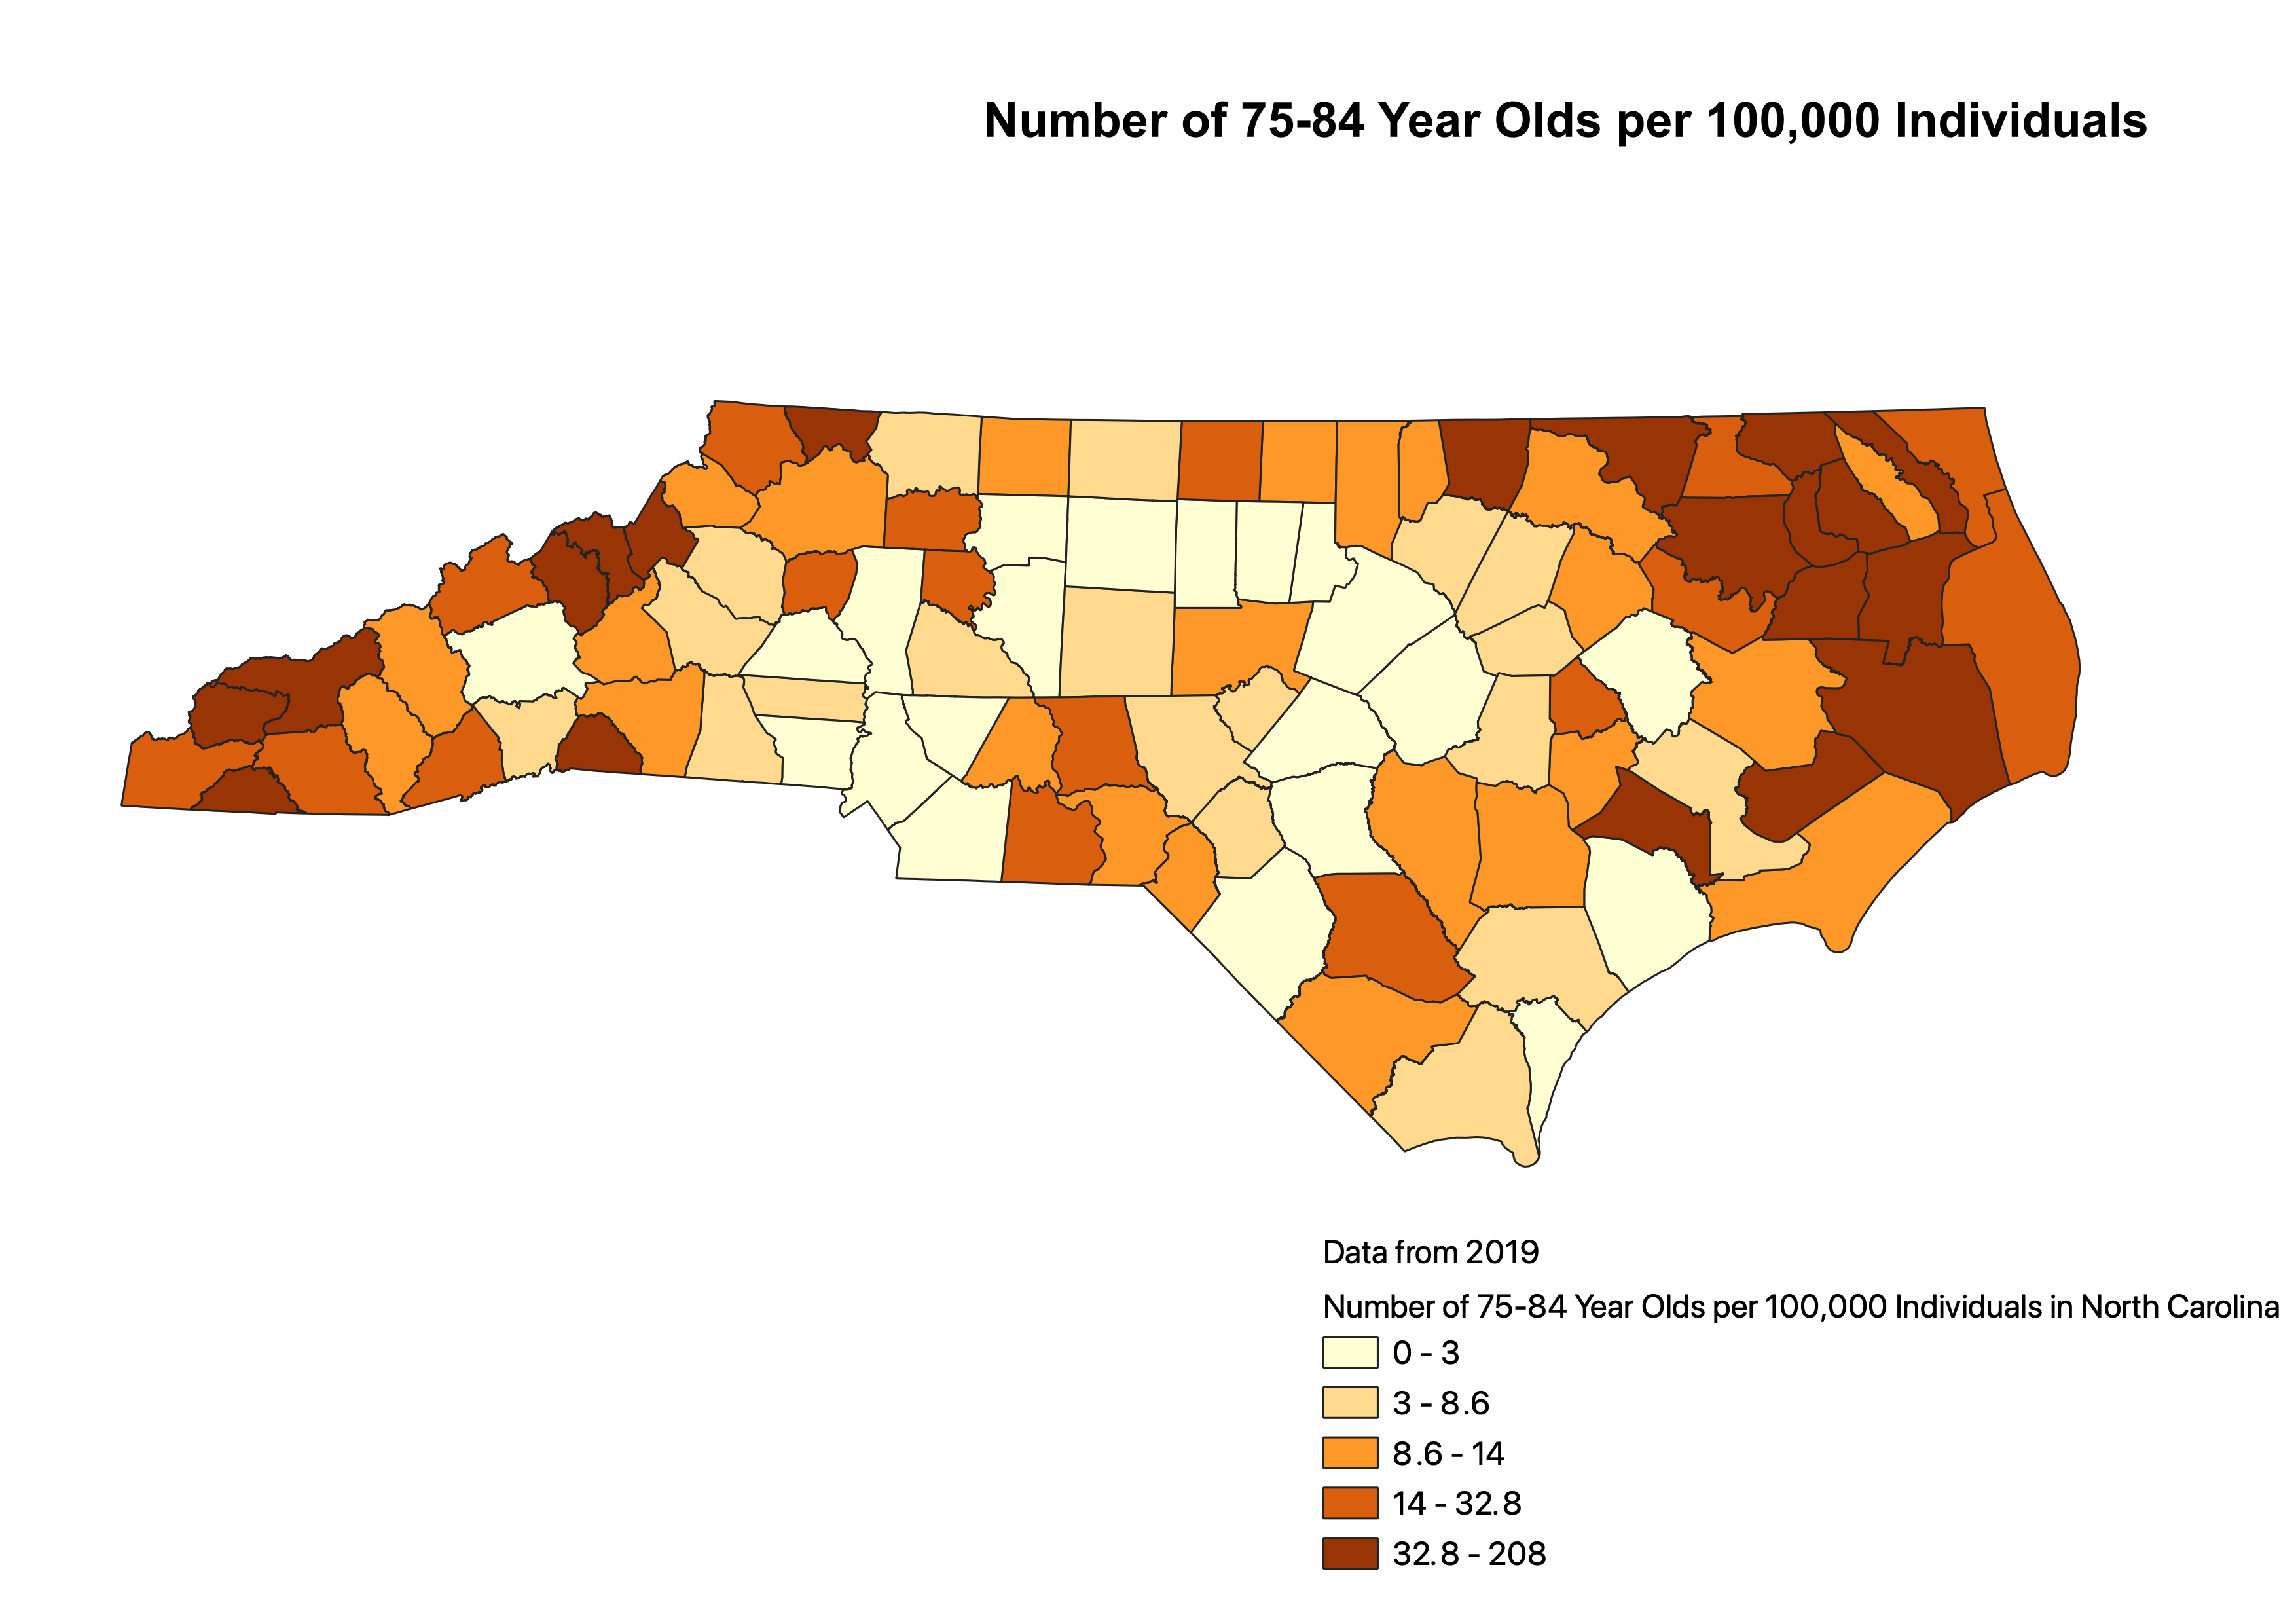 Number of 75-84 Year Olds per 100,000 Individuals
Data from 2019
Number of 75-84 Year Olds per 100,000 Individuals in North Carolina
0 - 3
3 - 8.6
8.6 - 14
14 - 32.8
32.8 - 208